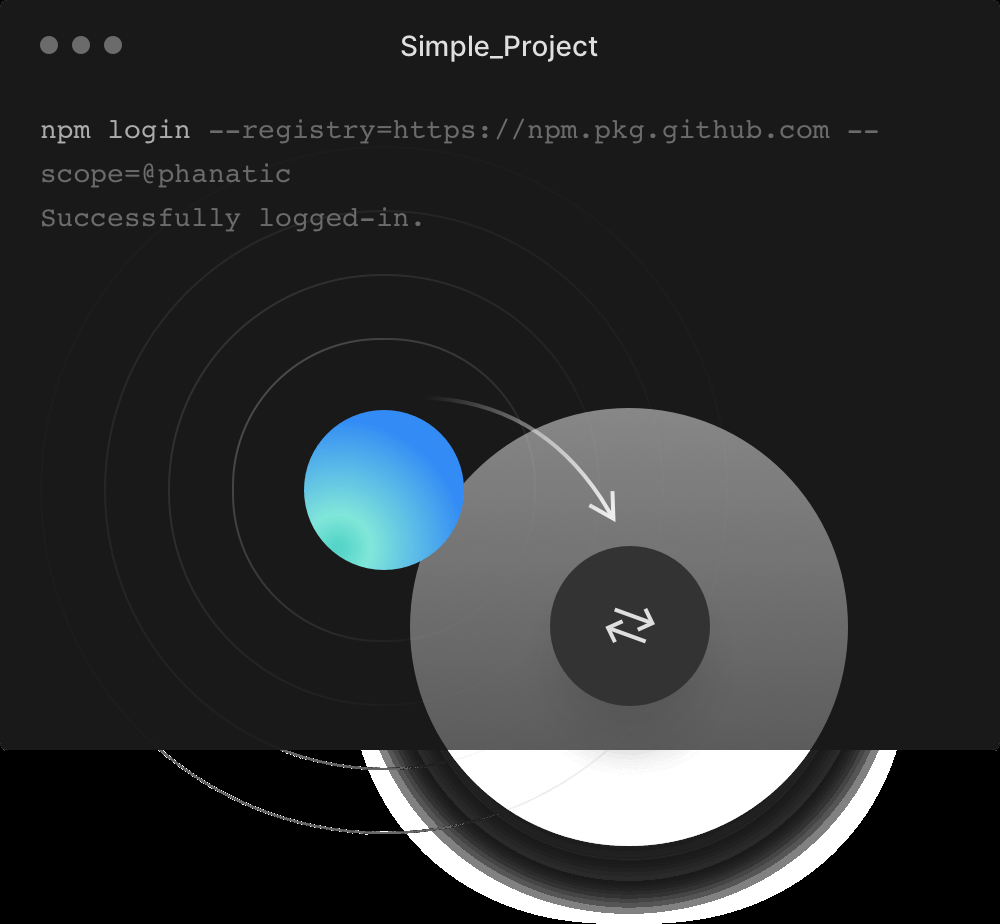 Simple_Project
npm login --registry=https://npm.pkg.github.com --
scope=@phanatic
Successfully logged-in.